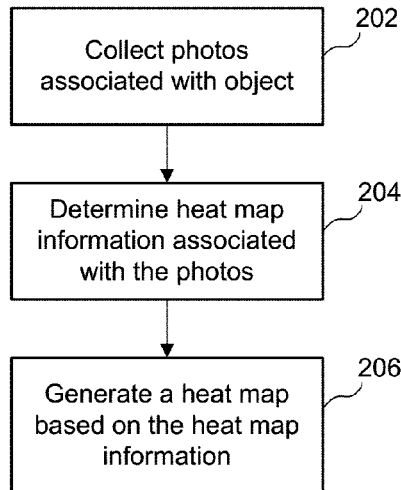 202
Collect photos
associated with object
204
Determine heat map
information associated
with the photos
206
Generate a heat map
based on the heat map
information